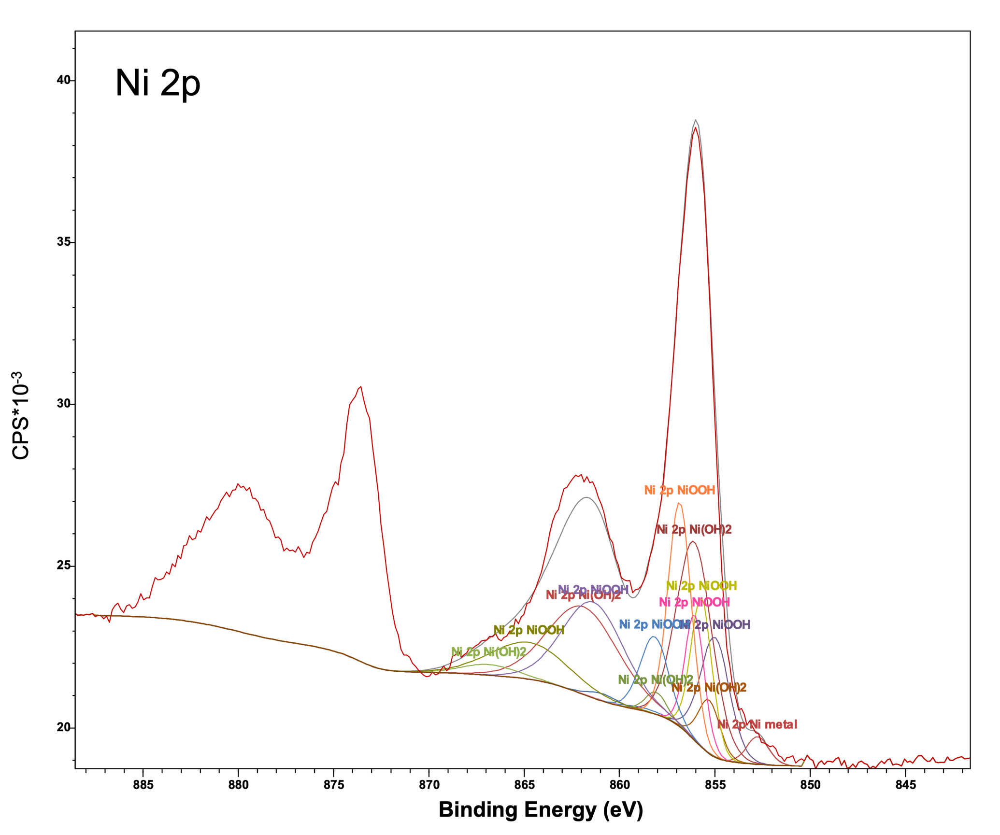 Ni 2p
40
35
30
25
20
CPS*10-3
Ni 2p NiOOH
Ni 2p Ni(OH)2
Ni 2p NiOOH
Ni 2p NiOOH
Ni 2p Ni(OH)2
Ni 2p NiOOH
Ni 2p NiOOH
Ni 2p NiOOH
Ni 2p NiOOH
Ni 2p Ni(OH)2
Ni 2p Ni(OH)2
Ni 2p Ni(OH)2
Ni 2p Ni metal
885 880 875 870 865 860 855 850 845
Binding Energy (eV)